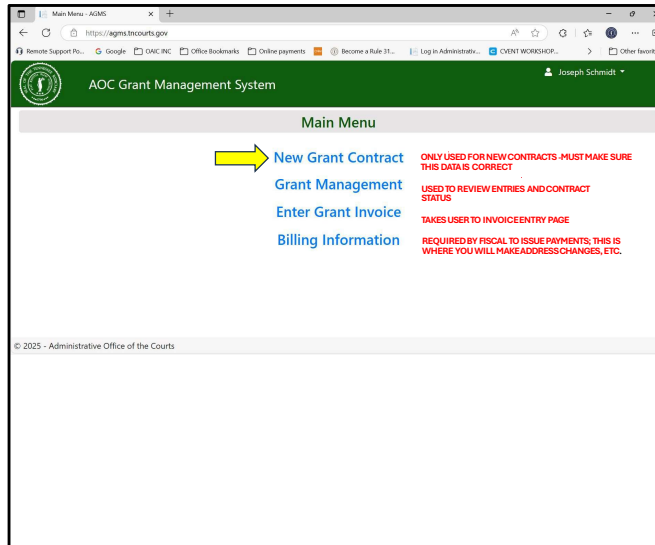 Main Menu - AGMS
https://agms.tncourts.gov
Remote Support Po... Google OAIC INC Office Bookmarks Online payments Become a Rule 31... Log in Administrativ... CVENT WORKSHOP... Other favorit
AOC Grant Management System
Joseph Schmidt
Main Menu
New Grant Contract
ONLY USED FOR NEW CONTRACTS -MUST MAKE SURE
THIS DATA IS CORRECT
Grant Management
USED TO REVIEW ENTRIES AND CONTRACT
STATUS
Enter Grant Invoice
TAKES USER TO INVOICE ENTRY PAGE
Billing Information
REQUIRED BY FISCAL TO ISSUE PAYMENTS; THIS IS
WHERE YOU WILL MAKE ADDRESS CHANGES, ETC.
© 2025 - Administrative Office of the Courts